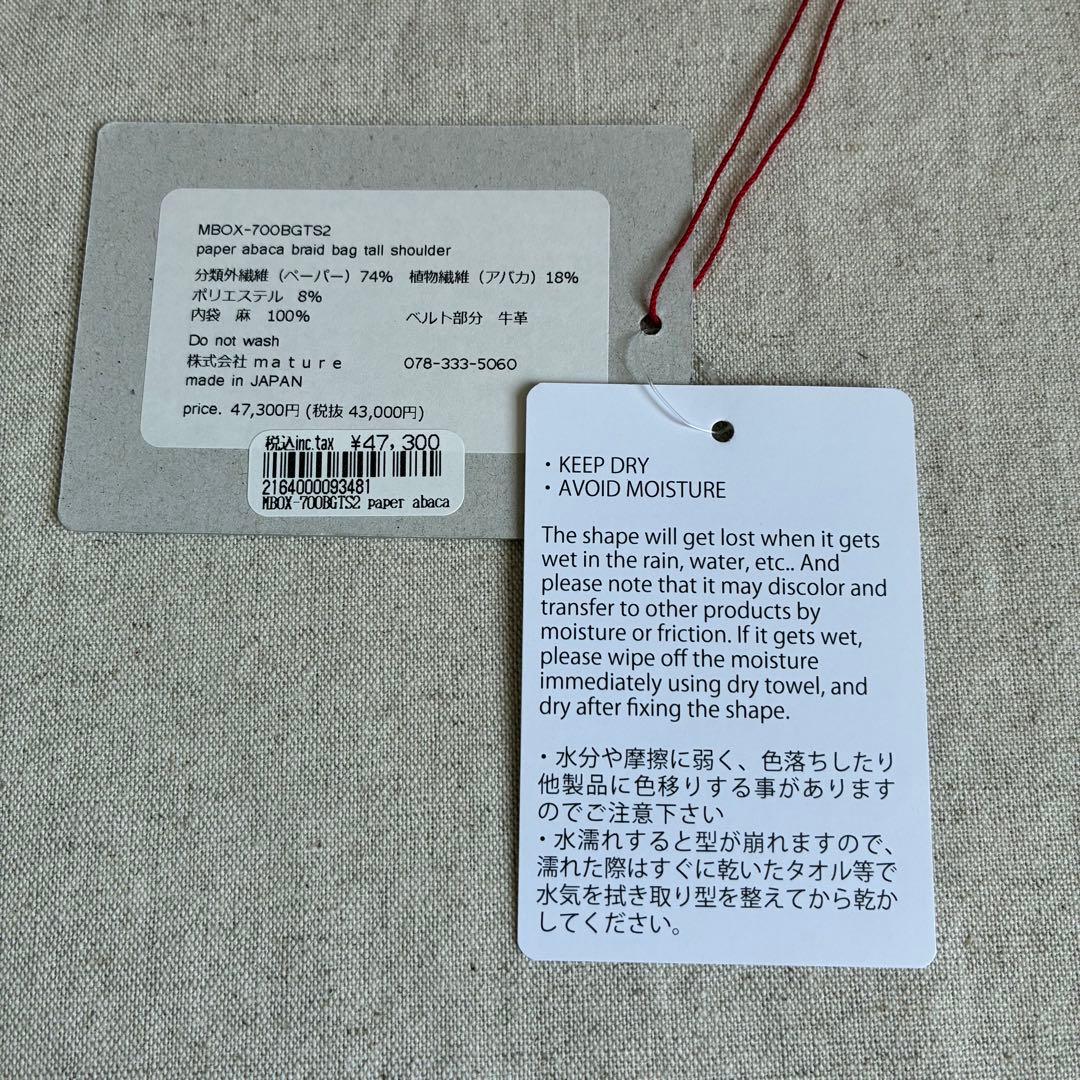 MBOX-700BGTS2
paper abaca braid bag tall shoulder
分類外繊維（ペーパー）74%　植物繊維（アバカ）18%
ポリエステル　8%
内袋　麻　100%　ベルト部分　牛革
Do not wash
株式会社 mature　078-333-5060
made in JAPAN
price. 47,300円 (税抜 43,000円)
税込inc.tax ¥47,300
2164000093481
MBOX-700BGTS2 paper abaca
・KEEP DRY
・AVOID MOISTURE
The shape will get lost when it gets
wet in the rain, water, etc.. And
please note that it may discolor and
transfer to other products by
moisture or friction. If it gets wet,
please wipe off the moisture
immediately using dry towel, and
dry after fixing the shape.
・水分や摩擦に弱く、色落ちしたり
他製品に色移りする事があります
のでご注意下さい
・水濡れすると型が崩れますので、
濡れた際はすぐに乾いたタオル等で
水気を拭き取り型を整えてから乾か
してください。